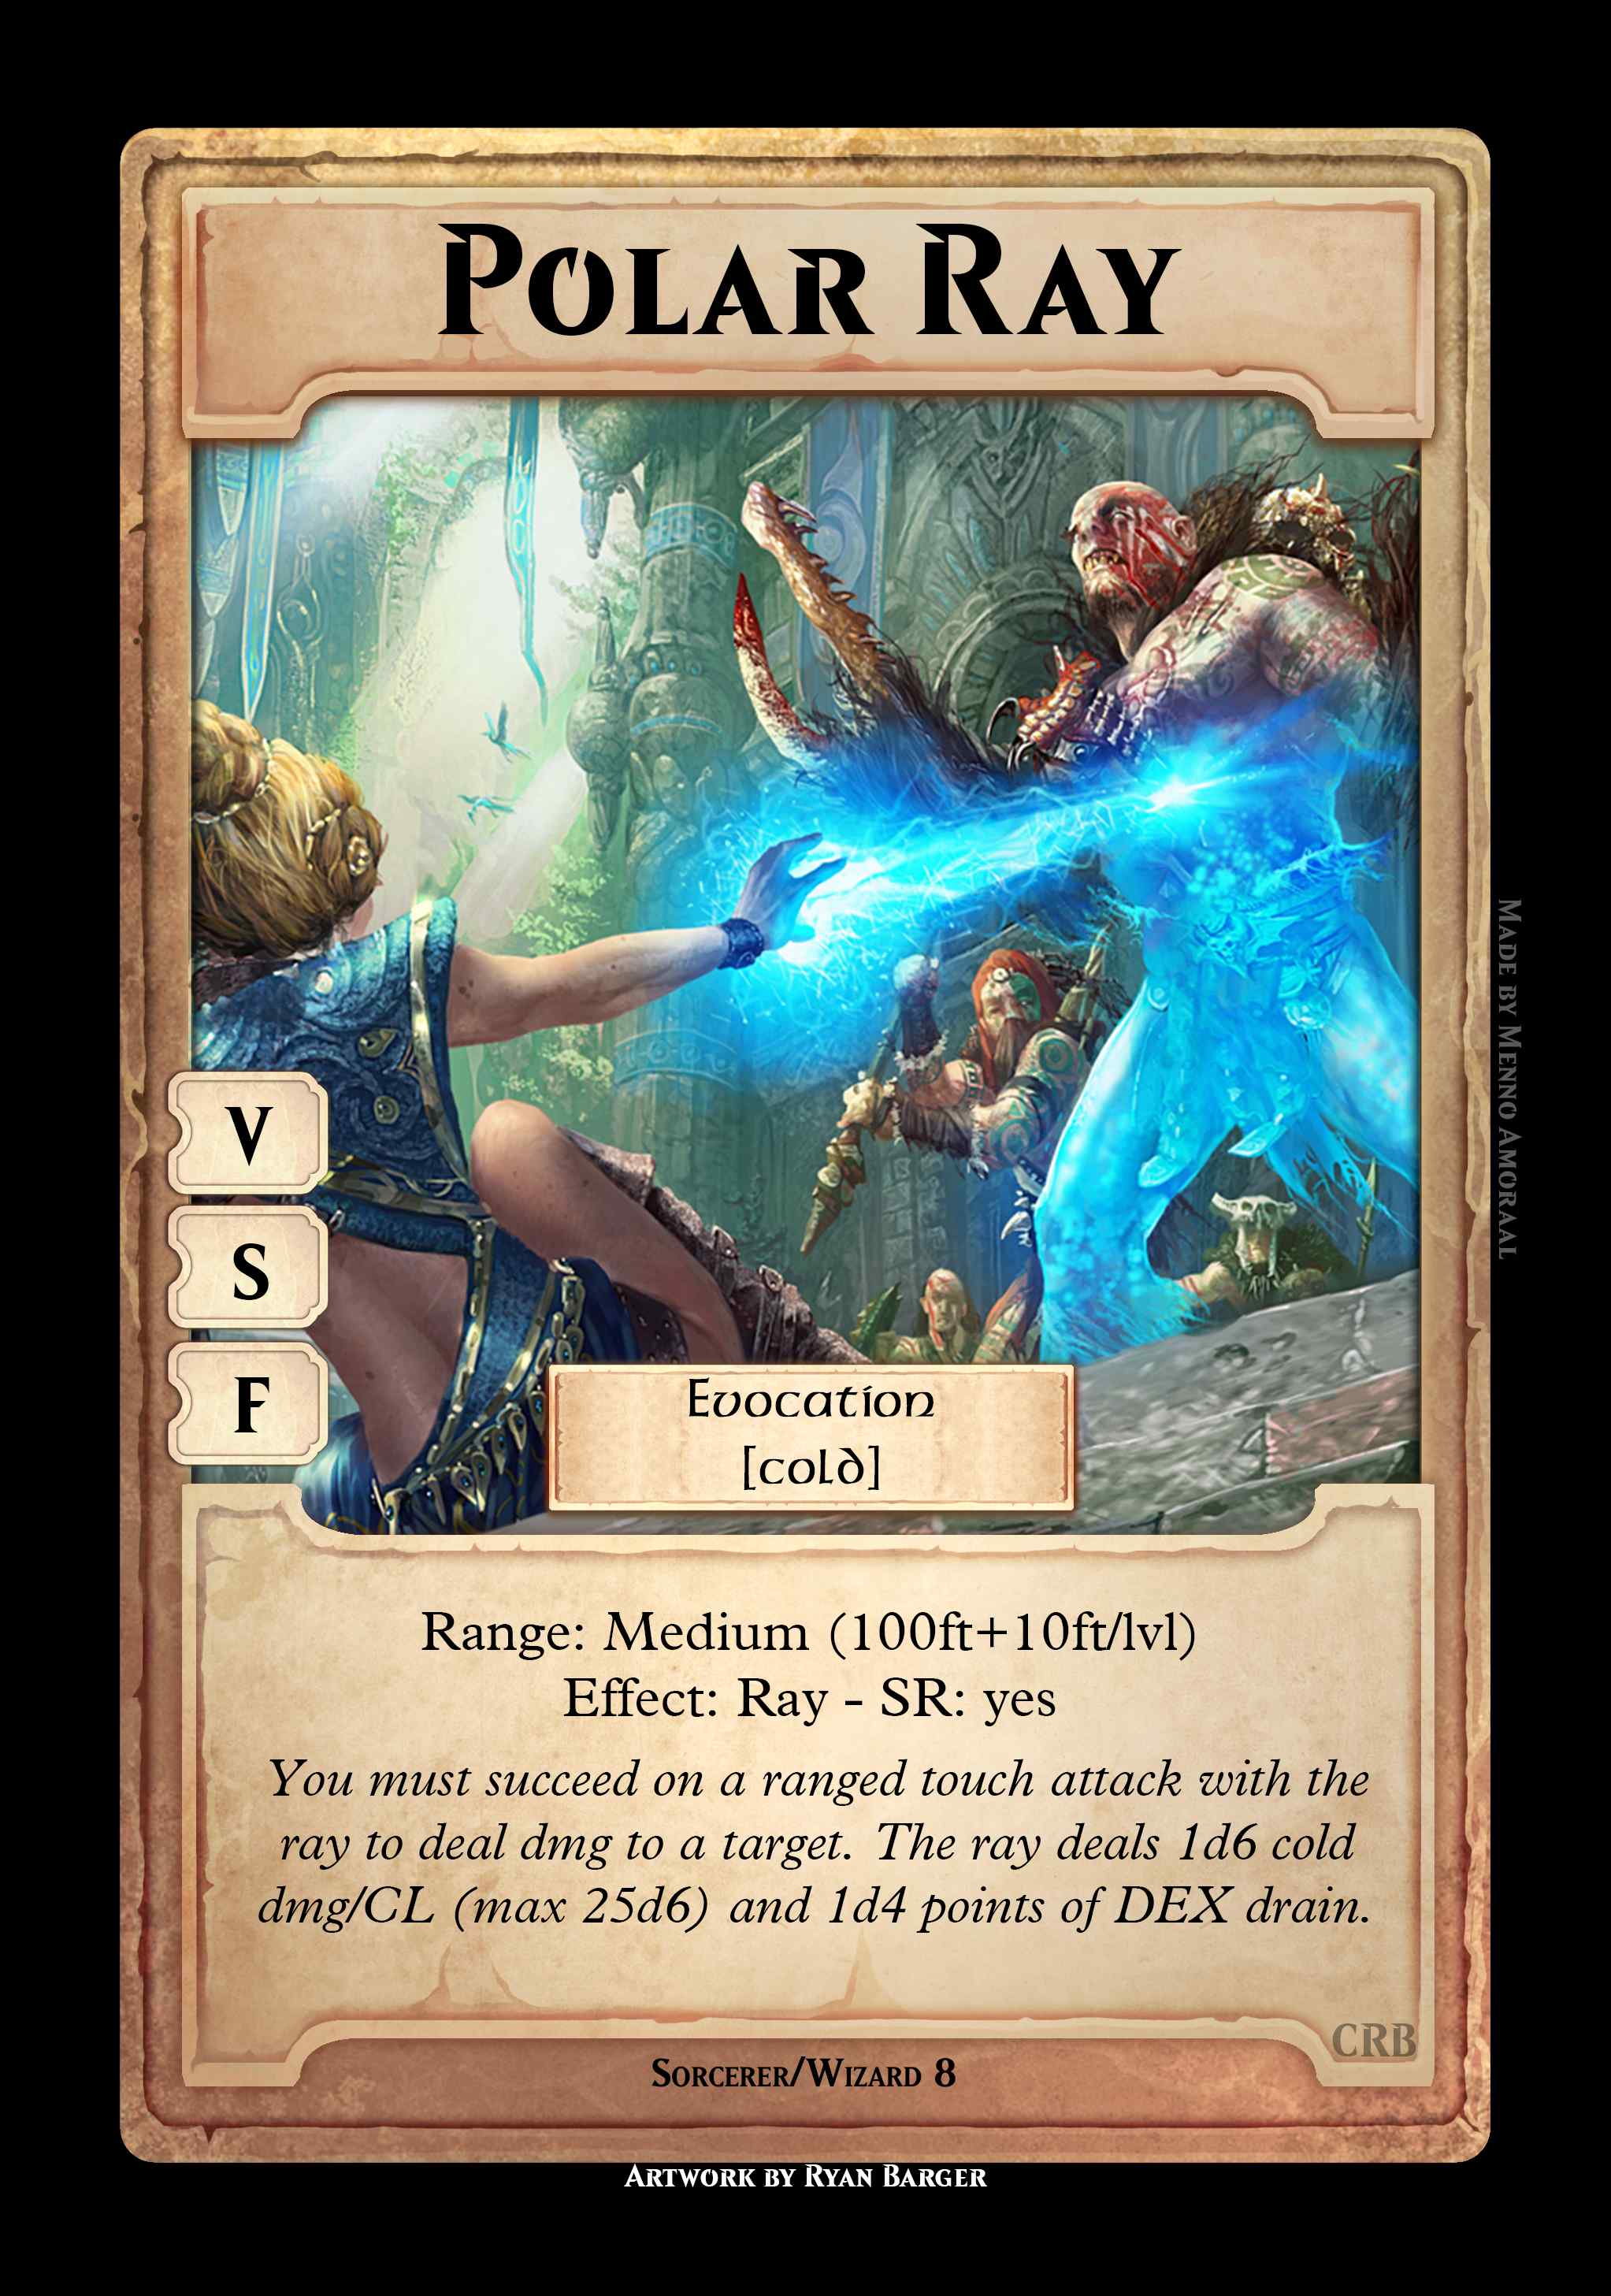 Polar Ray
V
S
F
Evocation
[cold]
Range: Medium (100ft+10ft/lvl)
Effect: Ray - SR: yes
You must succeed on a ranged touch attack with the
ray to deal dmg to a target. The ray deals 1d6 cold
dmg/CL (max 25d6) and 1d4 points of DEX drain.
CRB
Sorcerer/Wizard 8
Artwork by Ryan Barger
Made by Menno Amoraal